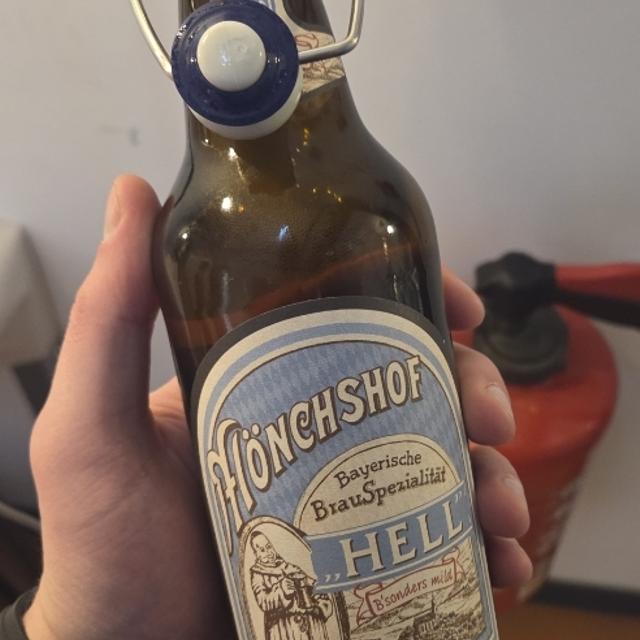 MÖNCHSHOF
Bayerische
BrauSpezialität
„HELL"
B'sonders mild